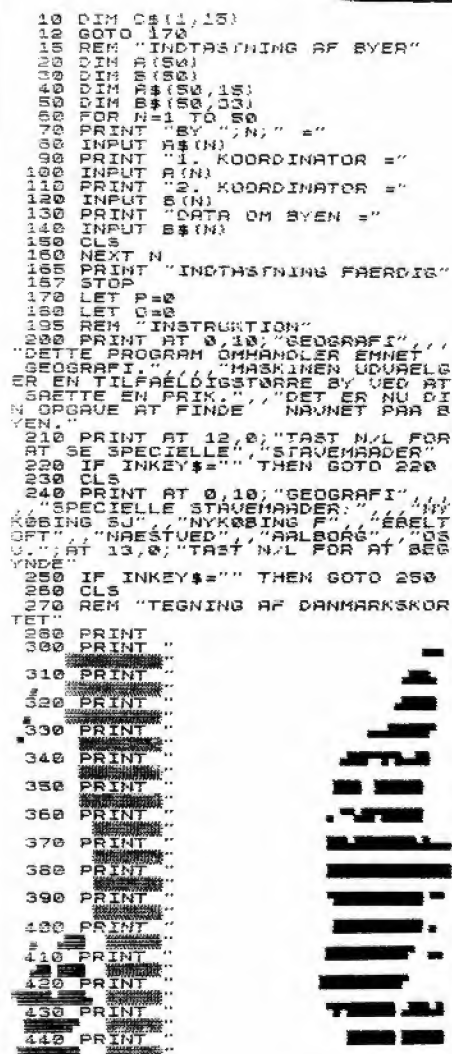 10 DIM C$(1,15)
12 GOTO 170
15 REM "INDTASTNING AF BYER"
20 DIM A(50)
30 DIM B(50)
40 DIM A$(50,15)
50 DIM B$(50,33)
60 FOR N=1 TO 50
70 PRINT "BY ";N;" ="
80 INPUT A$(N)
90 PRINT "1. KOORDINATOR ="
100 INPUT A(N)
110 PRINT "2. KOORDINATOR ="
120 INPUT B(N)
130 PRINT "DATA OM BYEN ="
140 INPUT B$(N)
150 CLS
160 NEXT N
165 PRINT "INDTASTNING FAERDIG"
167 STOP
170 LET P=0
180 LET O=0
195 REM "INSTRUKTION"
200 PRINT AT 0,10;"GEOGRAFI",,,
"DETTE PROGRAM OMHANDLER EMNET
GEOGRAFI.",,,,"MASKINEN UDVAELG
ER EN TILFAELDIGSTØRRE BY VED AT
SAETTE EN PRIK.",,"DET ER NU DI
N OPGAVE AT FINDE   NAVNET PAA B
YEN."
210 PRINT AT 12,0;"TAST N/L FOR
AT SE SPECIELLE","STAVEMAADER"
220 IF INKEY$="" THEN GOTO 220
230 CLS
240 PRINT AT 0,10;"GEOGRAFI",,,
,,"SPECIELLE STAVEMAADER:",,,"NY
KØBING SJ",,"NYKØBING F",,"EBELT
OFT",,"NAESTVED",,"AALBORG",,"OS
V.";AT 13,0;"TAST N/L FOR AT BEG
YNDE"
250 IF INKEY$="" THEN GOTO 250
260 CLS
270 REM "TEGNING AF DANMARKSKOR
TET"
280 PRINT
300 PRINT "
"
310 PRINT "
"
320 PRINT "
"
330 PRINT "
"
340 PRINT "
"
350 PRINT "
"
360 PRINT "
"
370 PRINT "
"
380 PRINT "
"
390 PRINT "
"
400 PRINT "
"
410 PRINT "
"
420 PRINT "
"
430 PRINT "
"
440 PRINT "
"